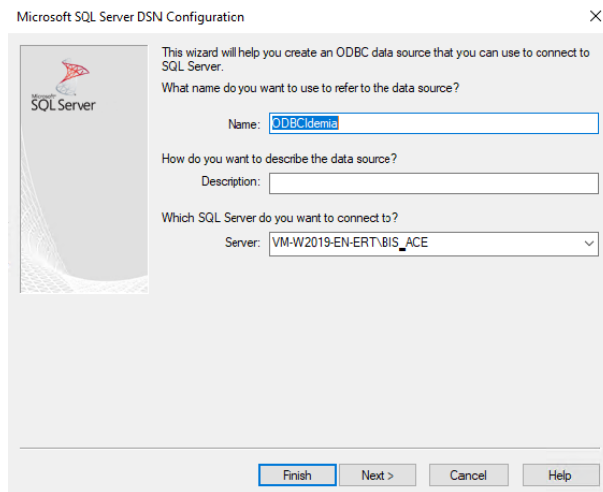 Microsoft SQL Server DSN Configuration
This wizard will help you create an ODBC data source that you can use to connect to
SQL Server.
What name do you want to use to refer to the data source?
Microsoft
SQL Server
Name: ODBCIdemia
How do you want to describe the data source?
Description:
Which SQL Server do you want to connect to?
Server: VM-W2019-EN-ERT\BIS_ACE
Finish Next > Cancel Help